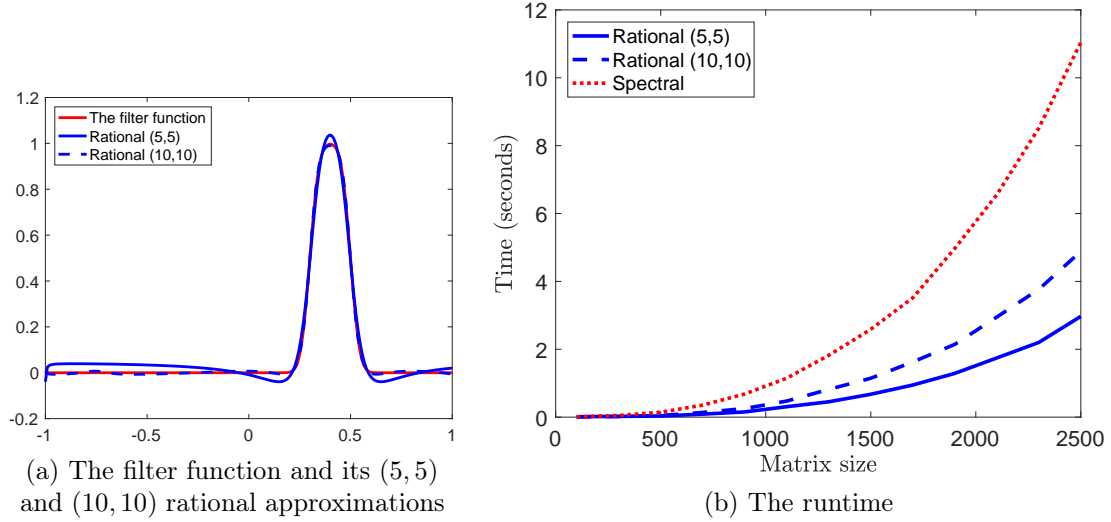 1.2
1
0.8
0.6
0.4
0.2
0
-0.2
-1
-0.5
0
0.5
1
The filter function
Rational (5,5)
Rational (10,10)
(a) The filter function and its (5, 5)
and (10, 10) rational approximations
12
10
8
6
4
2
0
0
500
1000
1500
2000
2500
Time (seconds)
Matrix size
Rational (5,5)
Rational (10,10)
Spectral
(b) The runtime